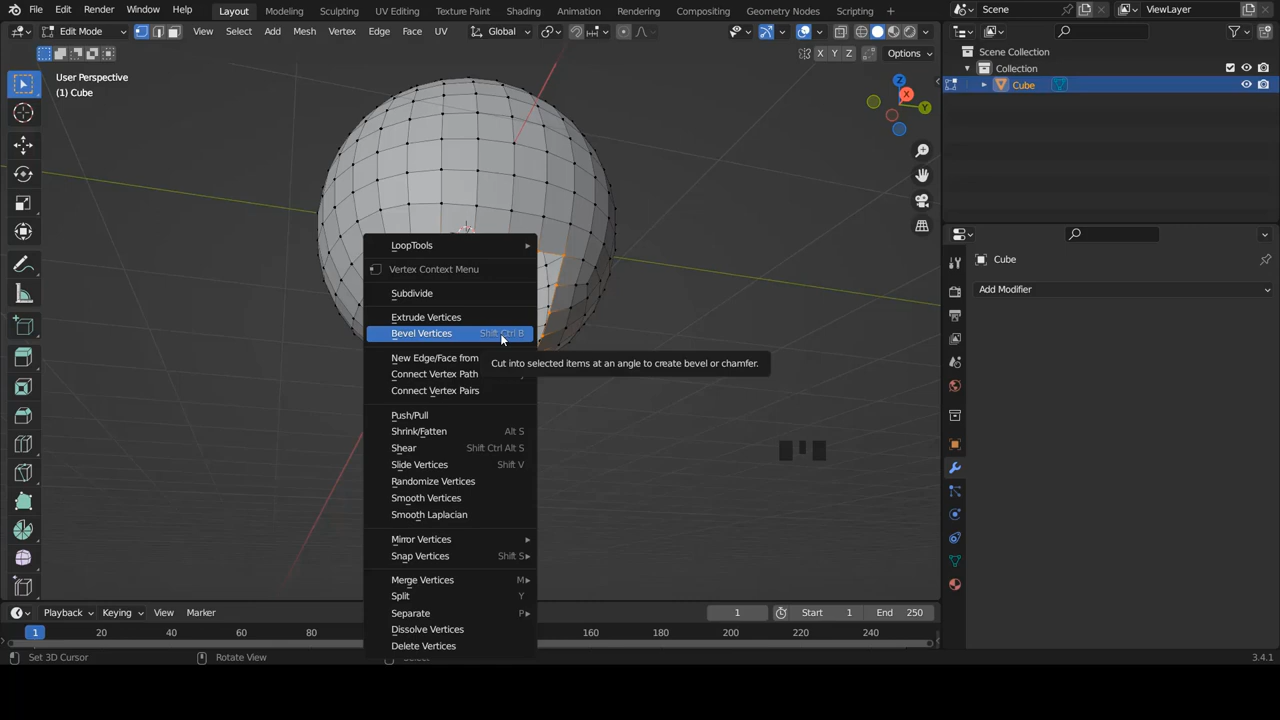 File Edit Render Window Help Layout Modeling Sculpting UV Editing Texture Paint Shading Animation Rendering Compositing Geometry Nodes Scripting Scene ViewLayer
Edit Mode View Select Add Mesh Vertex Edge Face UV Global
X Y Z Options
User Perspective
(1) Cube
Scene Collection
Collection
Cube
Z
X
Y
Cube
Add Modifier
LoopTools
Vertex Context Menu
Subdivide
Extrude Vertices
Bevel Vertices Shift Ctrl B
Cut into selected items at an angle to create bevel or chamfer.
New Edge/Face from
Connect Vertex Path
Connect Vertex Pairs
Push/Pull
Shrink/Fatten Alt S
Shear Shift Ctrl Alt S
Slide Vertices Shift V
Randomize Vertices
Smooth Vertices
Smooth Laplacian
Mirror Vertices
Snap Vertices Shift S
Merge Vertices M
Split Y
Separate P
Dissolve Vertices
Delete Vertices
Playback Keying View Marker 1 Start 1 End 250
1 20 40 60 80 160 180 200 220 240
Set 3D Cursor Rotate View Select 3.4.1